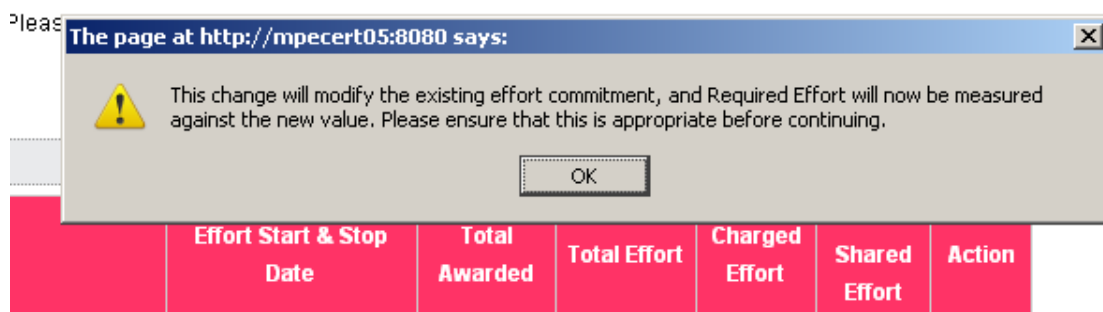 Pleas
The page at http://mpecert05:8080 says:
This change will modify the existing effort commitment, and Required Effort will now be measured
against the new value. Please ensure that this is appropriate before continuing.
OK
Effort Start & Stop
Date
Total
Awarded
Total Effort
Charged
Effort
Shared
Effort
Action